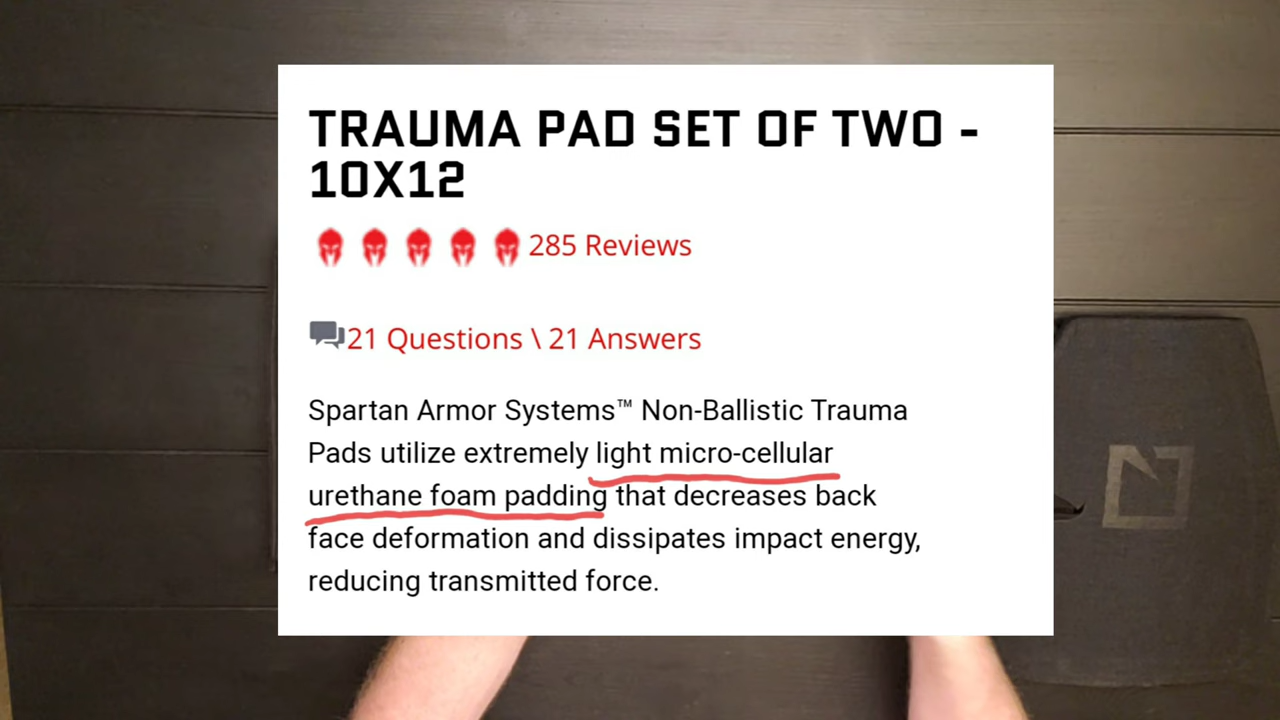 TRAUMA PAD SET OF TWO -
10X12
285 Reviews
21 Questions \ 21 Answers
Spartan Armor Systems™ Non-Ballistic Trauma
Pads utilize extremely light micro-cellular
urethane foam padding that decreases back
face deformation and dissipates impact energy,
reducing transmitted force.